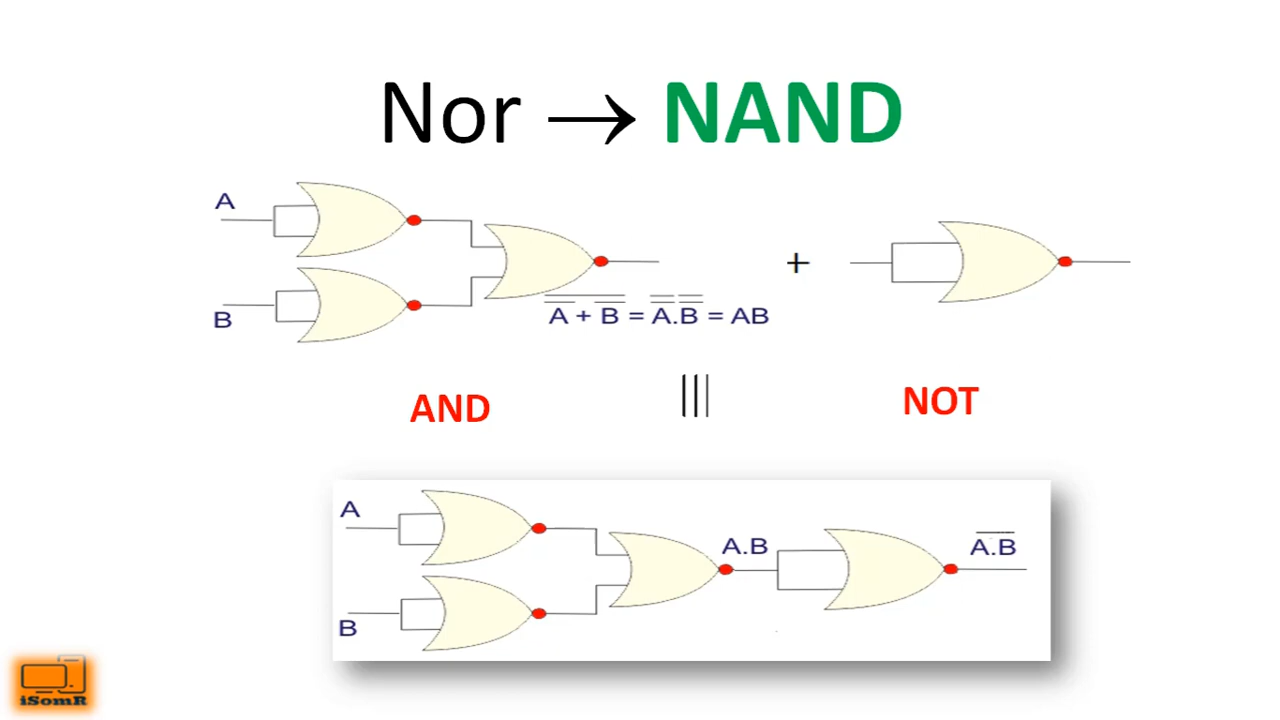 Nor → NAND
A
B
+
A̅̅ + B̅̅ = A̅̅.B̅̅ = AB
AND
|||
NOT
A
B
A.B
A̅.̅B̅
iSomR